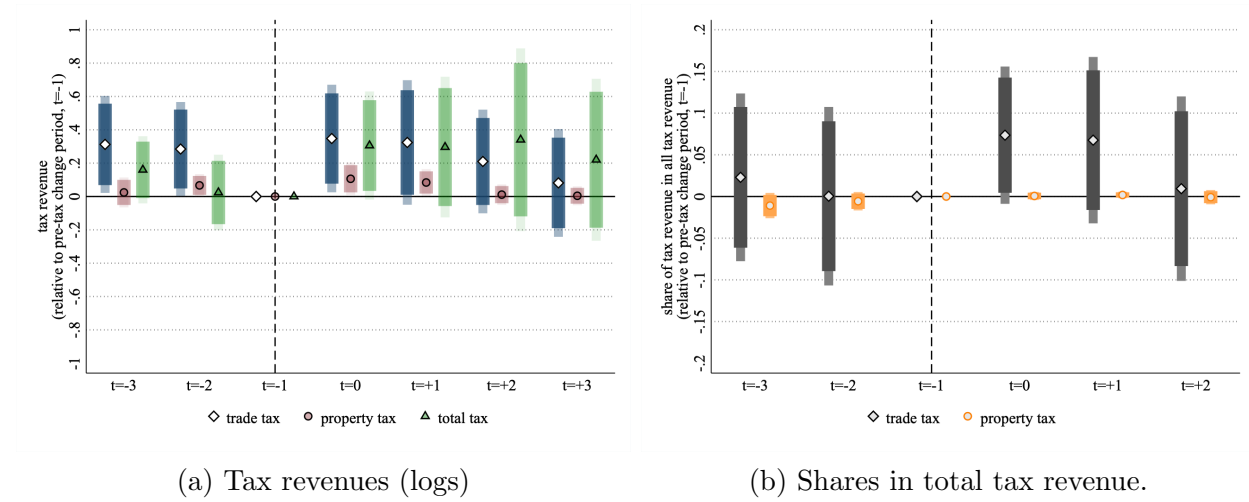 tax revenue
(relative to pre-tax change period, t=-1)
1
.8
.6
.4
.2
0
-.2
-.4
-.6
-.8
-1
t=-3 t=-2 t=-1 t=0 t=+1 t=+2 t=+3
trade tax property tax total tax
(a) Tax revenues (logs)
share of tax revenue in all tax revenue
(relative to pre-tax change period, t=-1)
.2
.15
.1
.05
0
-.05
-.1
-.15
-.2
t=-3 t=-2 t=-1 t=0 t=+1 t=+2
trade tax property tax
(b) Shares in total tax revenue.